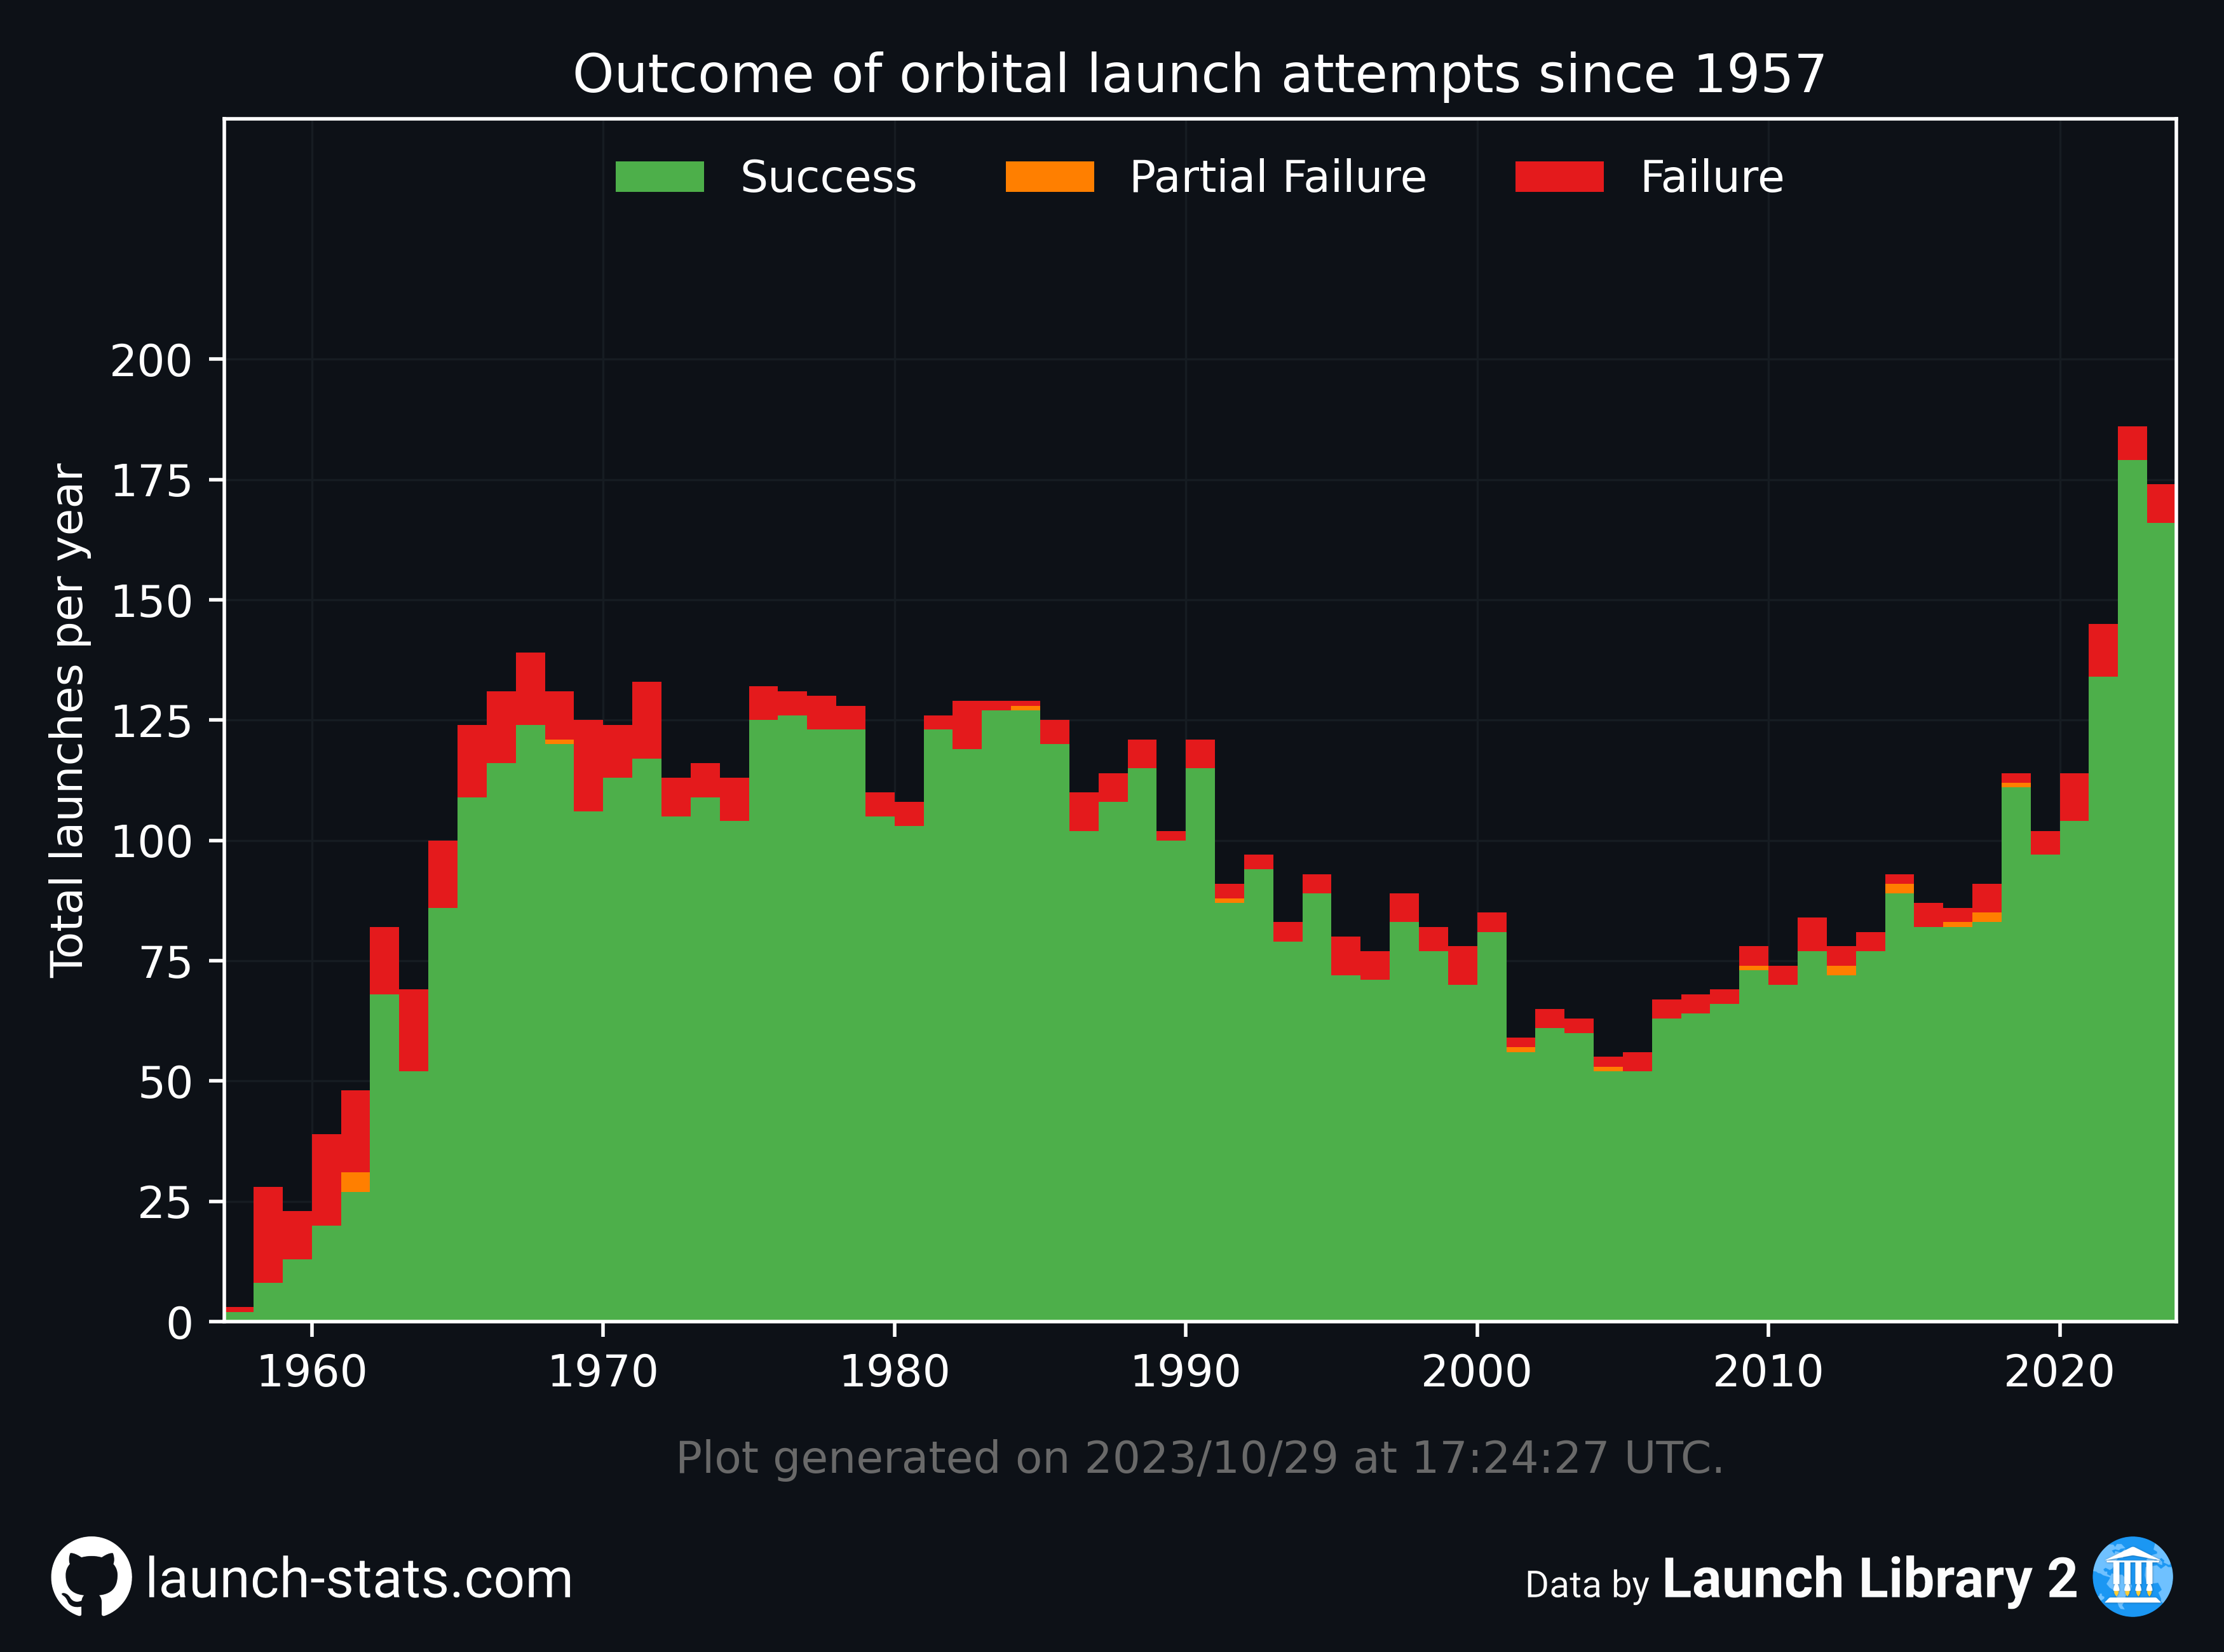 Outcome of orbital launch attempts since 1957
Success Partial Failure Failure
Total launches per year
200
175
150
125
100
75
50
25
0
1960 1970 1980 1990 2000 2010 2020
Plot generated on 2023/10/29 at 17:24:27 UTC.
launch-stats.com
Data by Launch Library 2